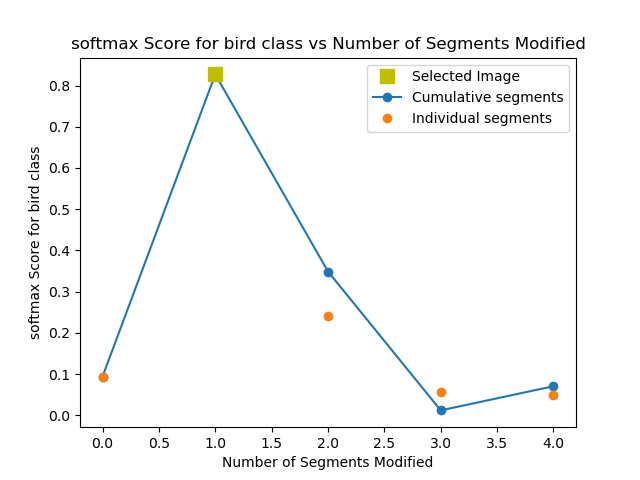 softmax Score for bird class vs Number of Segments Modified
Selected Image
Cumulative segments
Individual segments
softmax Score for bird class
0.8
0.7
0.6
0.5
0.4
0.3
0.2
0.1
0.0
0.0 0.5 1.0 1.5 2.0 2.5 3.0 3.5 4.0
Number of Segments Modified